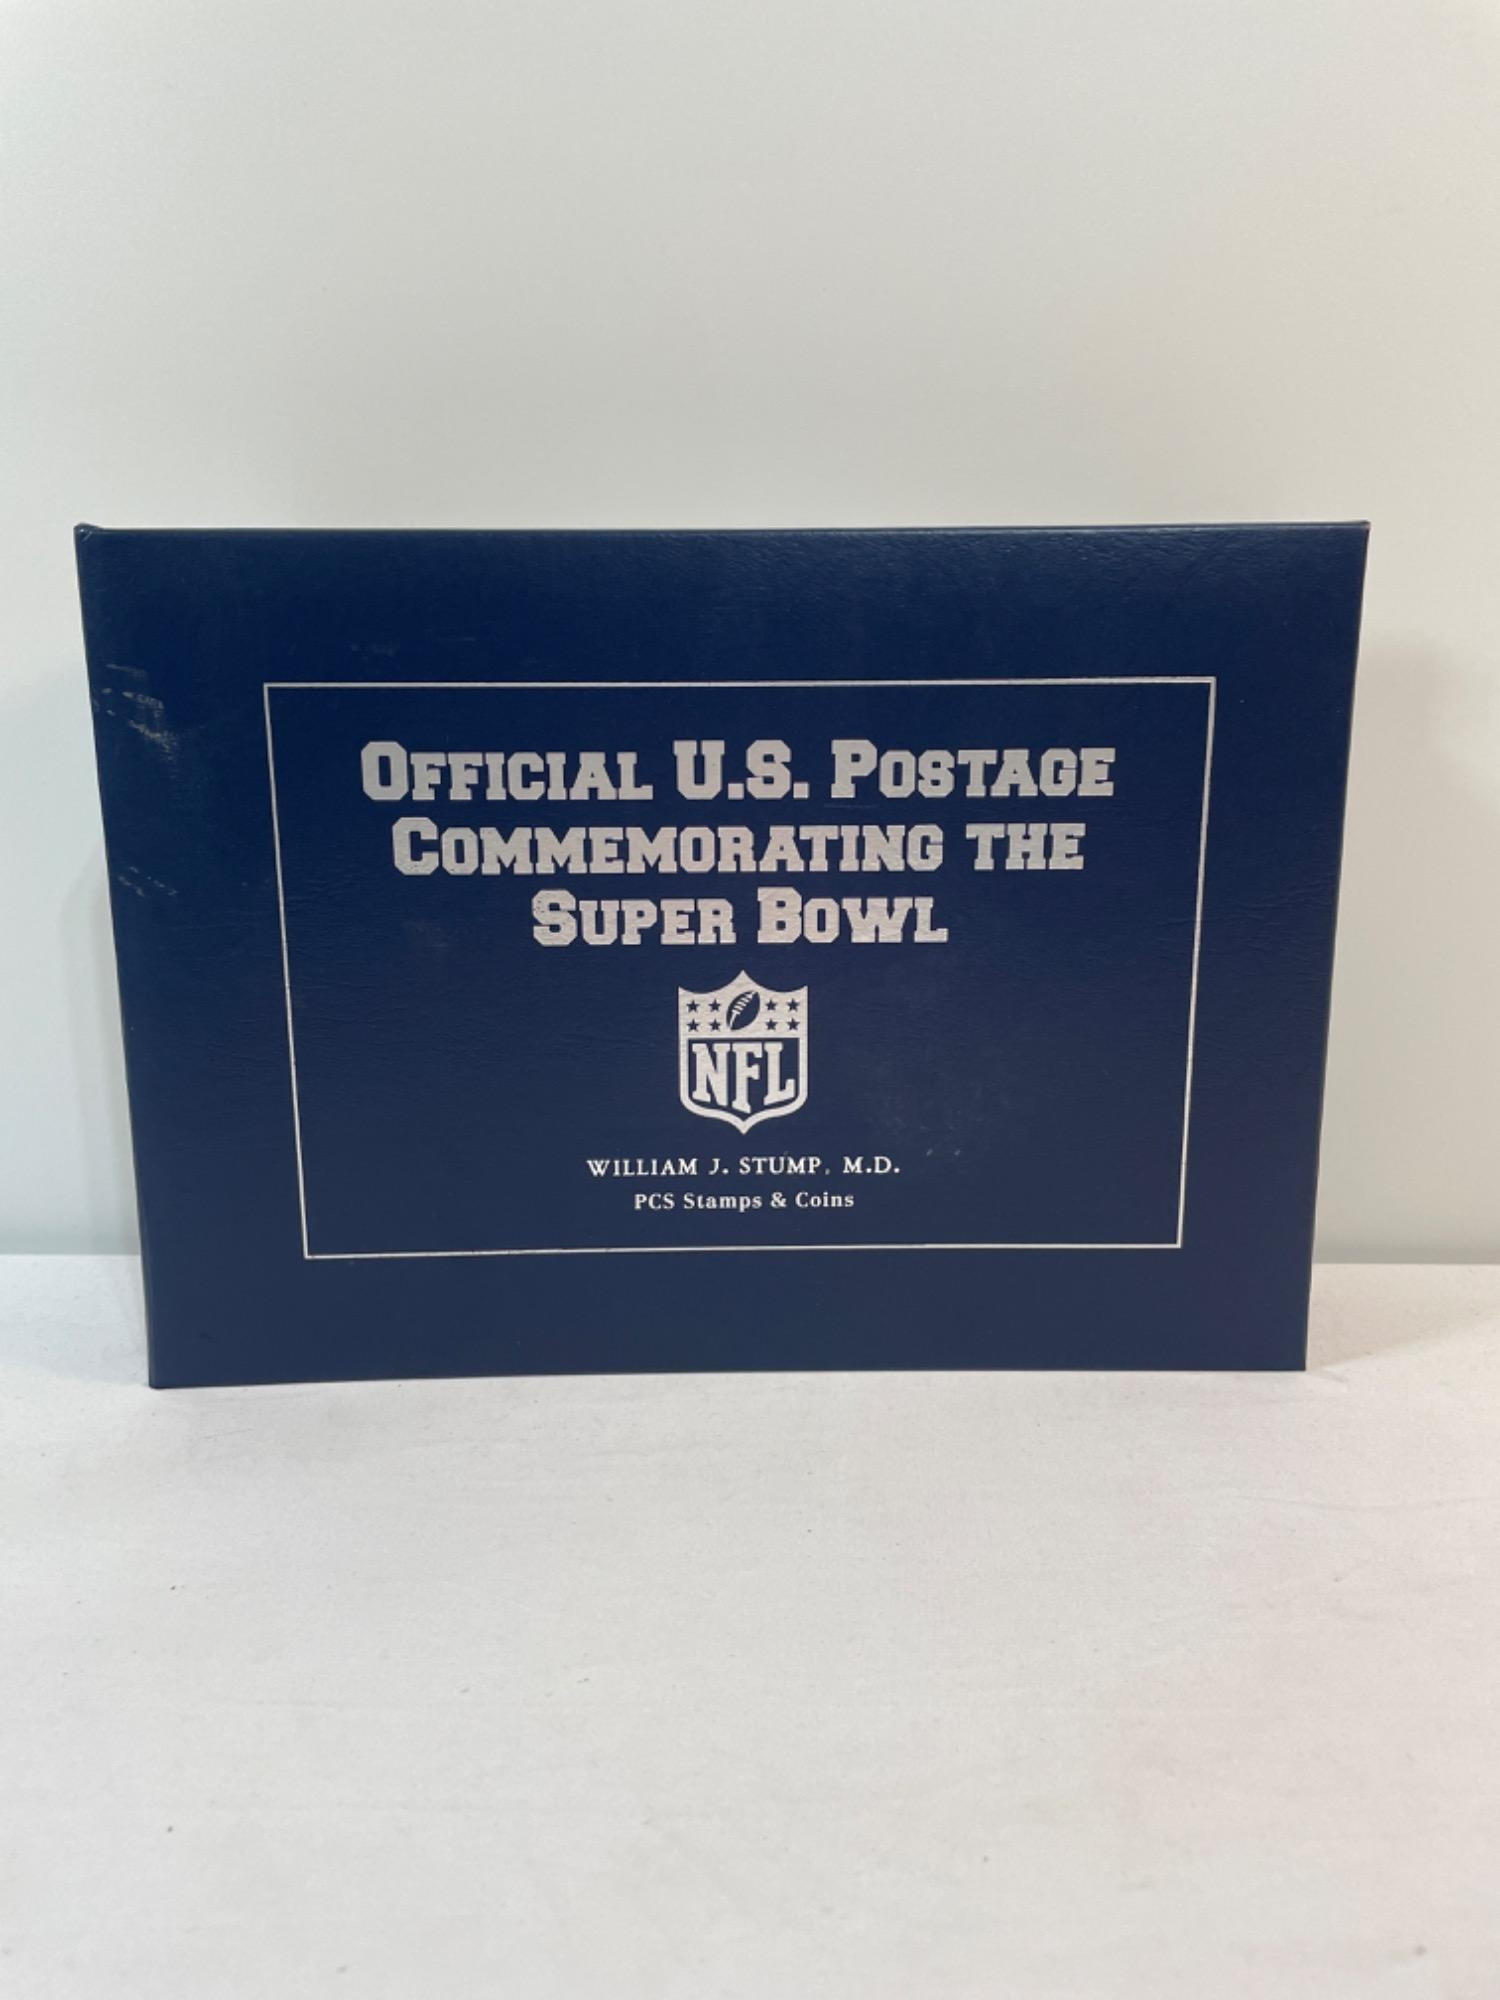 OFFICIAL U.S. POSTAGE
COMMEMORATING THE
SUPER BOWL
NFL
WILLIAM J. STUMP, M.D.
PCS Stamps & Coins